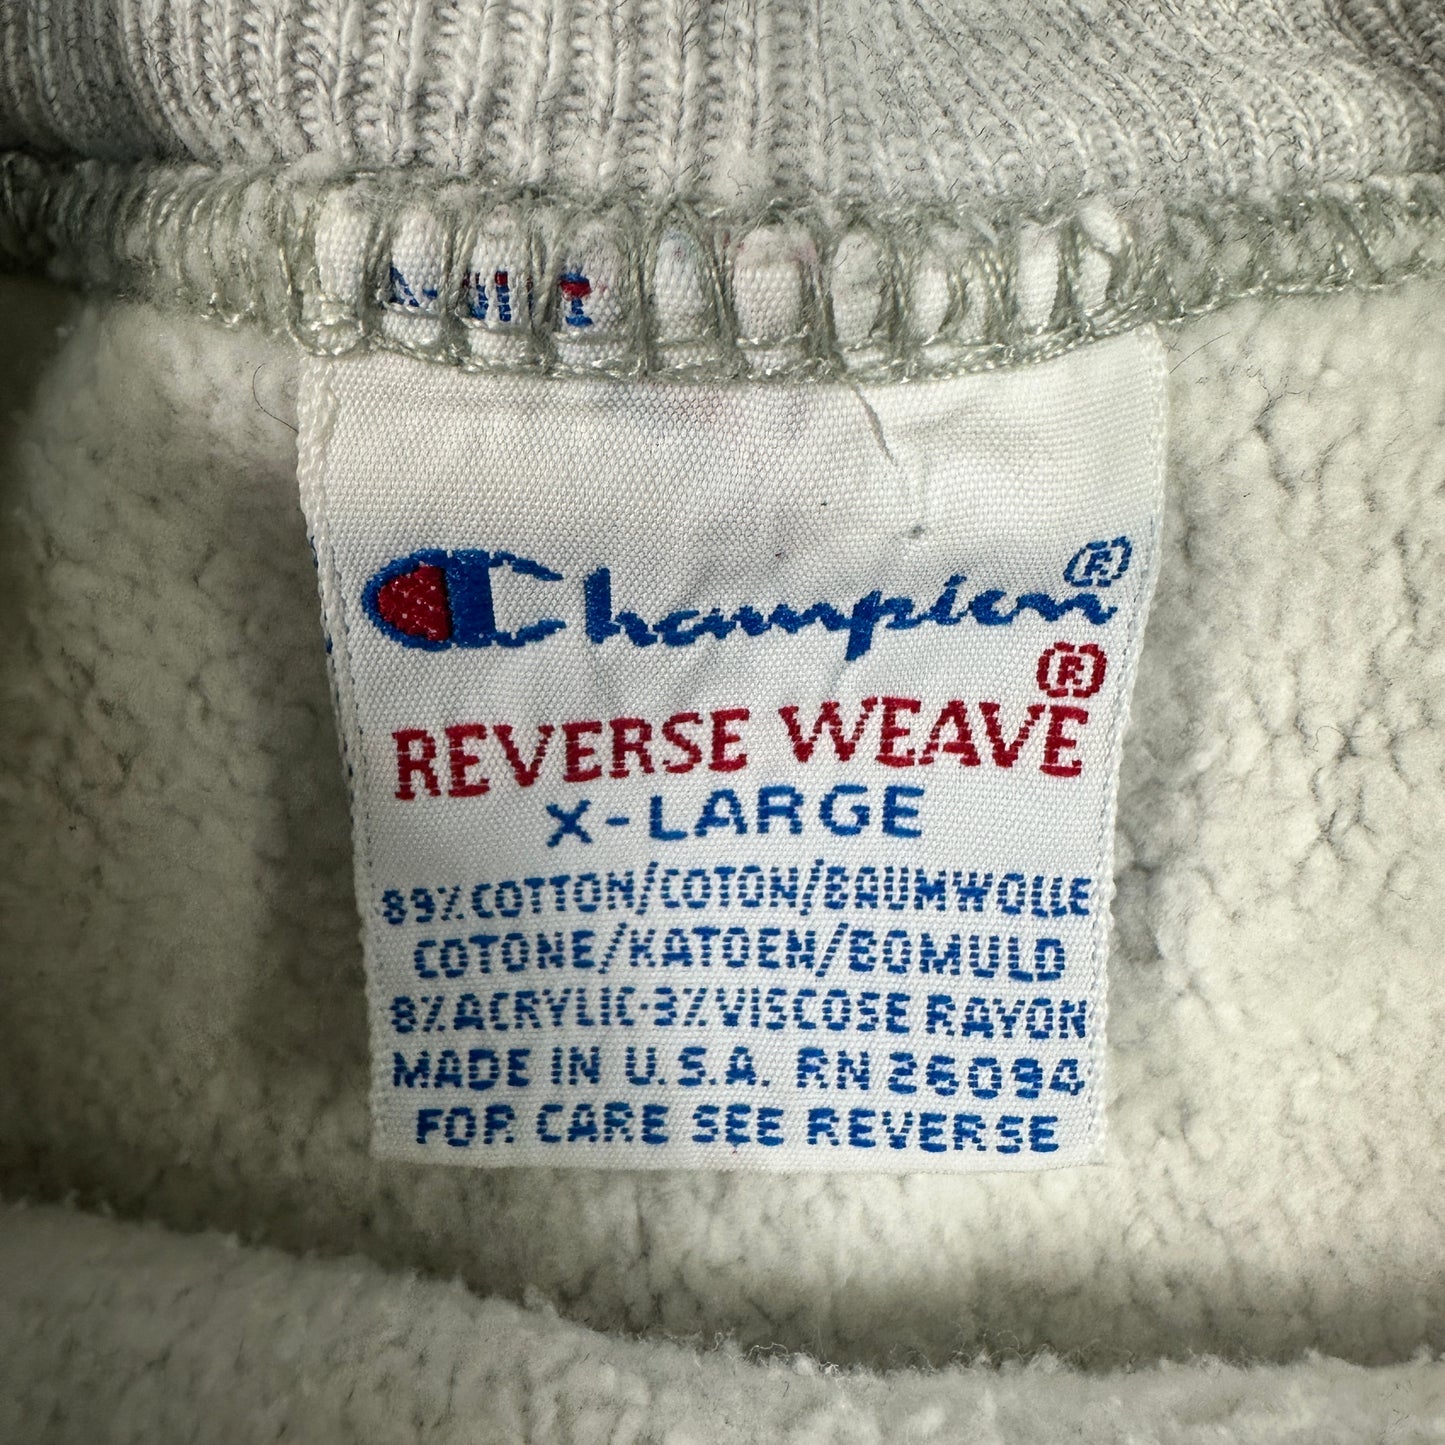 Champion®
REVERSE WEAVE®
X-LARGE
89% COTTON/COTON/BAUMWOLLE
COTONE/KATOEN/BOMULD
8% ACRYLIC·3% VISCOSE RAYON
MADE IN U.S.A. RN 26094
FOR CARE SEE REVERSE